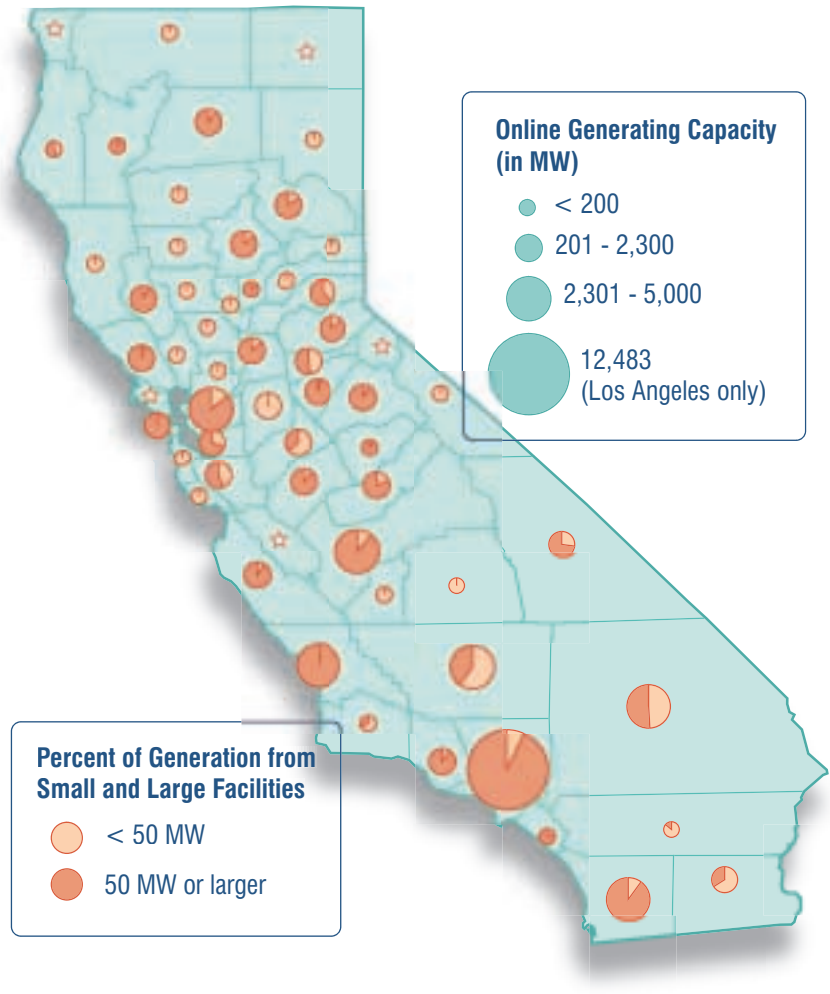 Online Generating Capacity
(in MW)
< 200
201 - 2,300
2,301 - 5,000
12,483
(Los Angeles only)
Percent of Generation from
Small and Large Facilities
< 50 MW
50 MW or larger